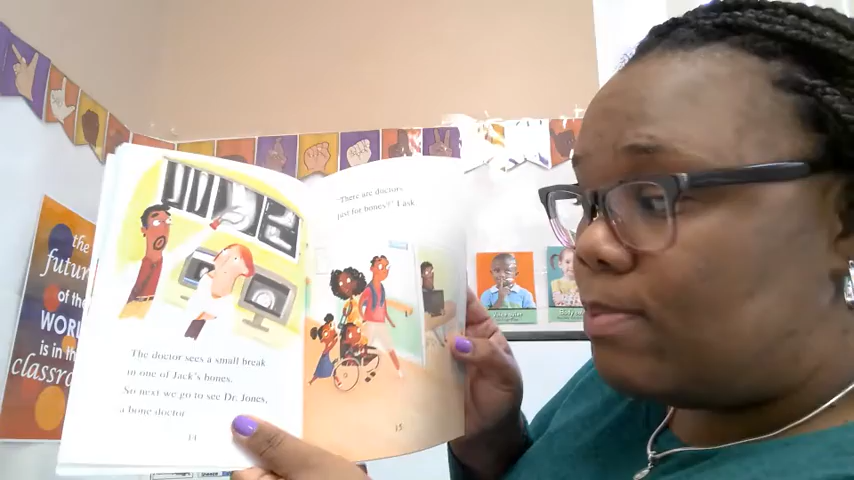 The doctor sees a small break
in one of Jack's bones.
So next we go to see Dr. Jones,
a bone doctor
14
"There are doctors
just for bones?" I ask
15
the
future
of the
WORLD
is in this
classroom